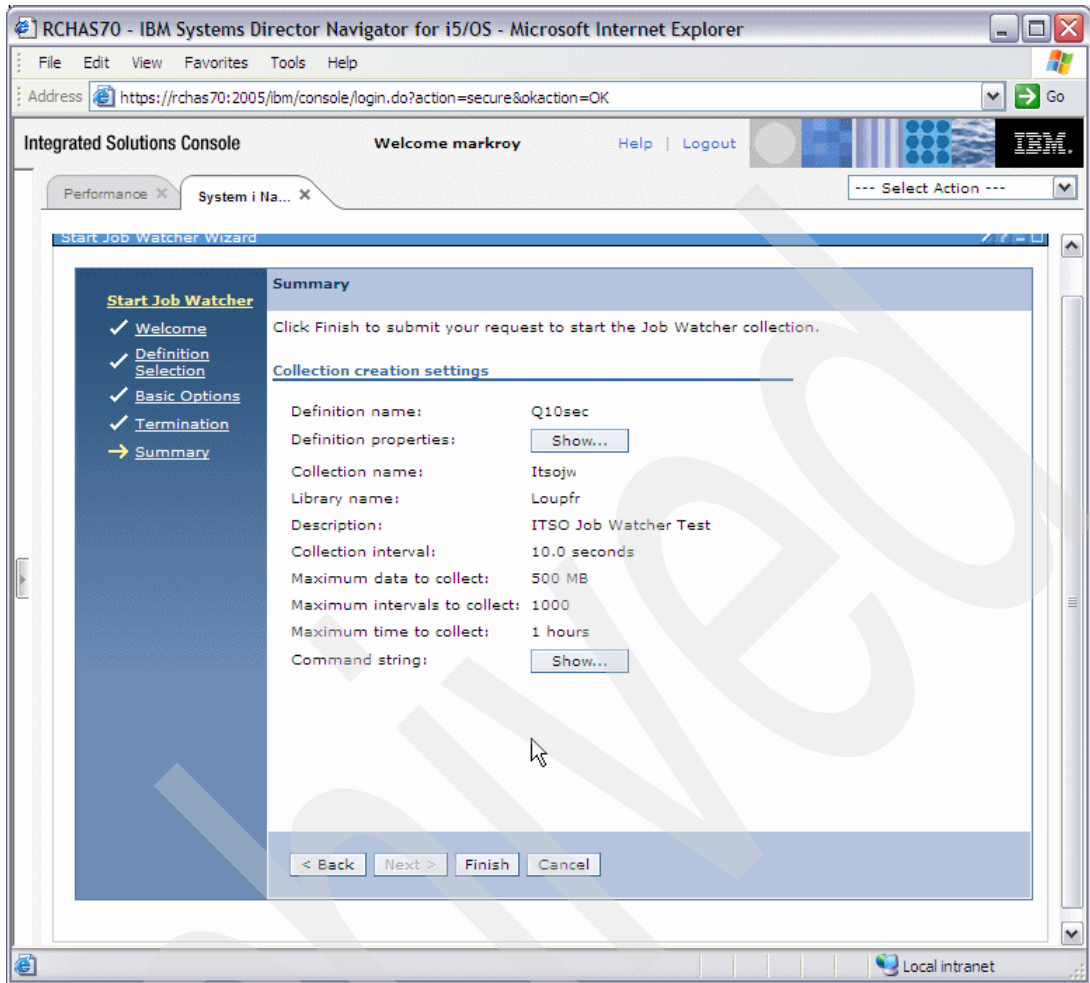 RCHAS70 - IBM Systems Director Navigator for i5/OS - Microsoft Internet Explorer
File Edit View Favorites Tools Help
Address https://rchas70:2005/ibm/console/login.do?action=secure&okaction=OK Go
Integrated Solutions Console Welcome markroy Help | Logout IBM.
Performance System i Na... --- Select Action ---
Start Job Watcher Wizard
Start Job Watcher
Welcome
Definition
Selection
Basic Options
Termination
Summary
Summary
Click Finish to submit your request to start the Job Watcher collection.
Collection creation settings
Definition name: Q10sec
Definition properties: Show...
Collection name: Itsojw
Library name: Loupfr
Description: ITSO Job Watcher Test
Collection interval: 10.0 seconds
Maximum data to collect: 500 MB
Maximum intervals to collect: 1000
Maximum time to collect: 1 hours
Command string: Show...
< Back Next > Finish Cancel
Local intranet